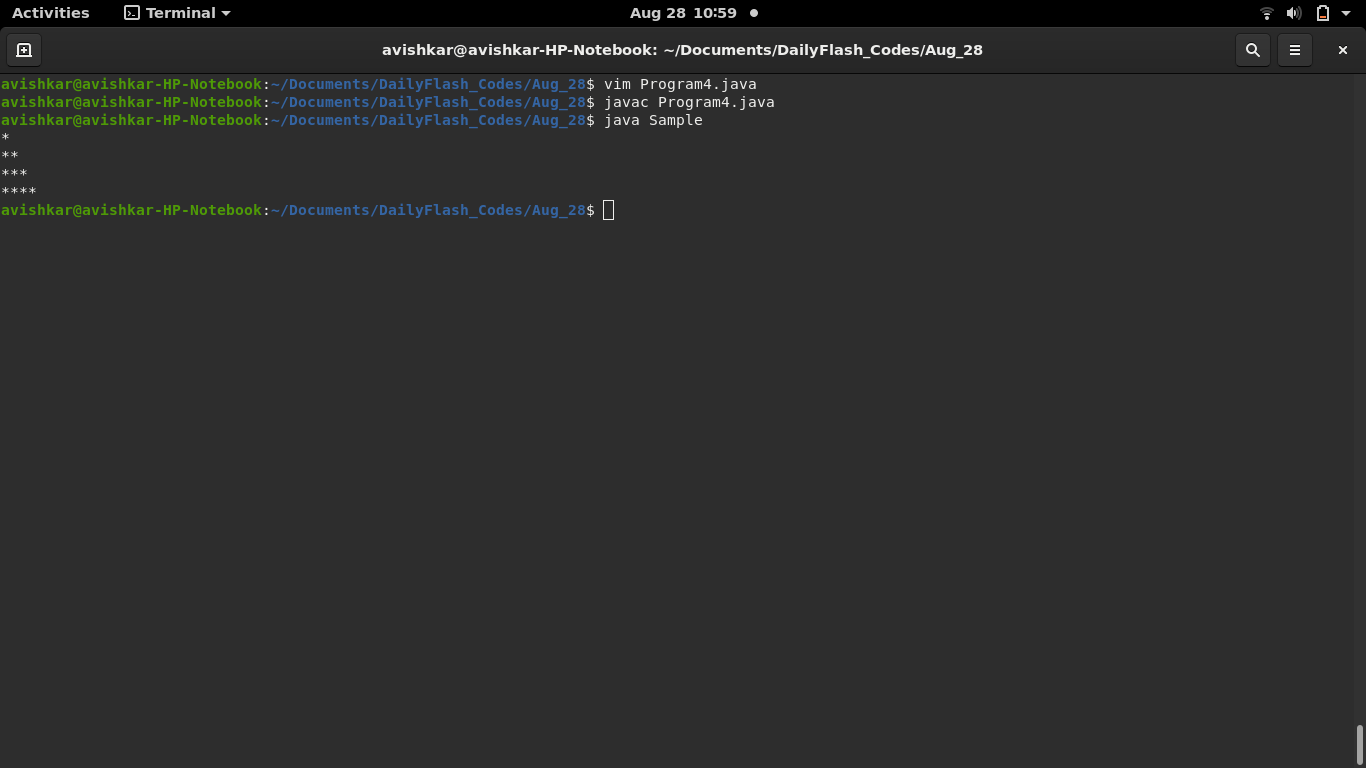 Activities Terminal Aug 28 10:59
avishkar@avishkar-HP-Notebook: ~/Documents/DailyFlash_Codes/Aug_28
avishkar@avishkar-HP-Notebook:~/Documents/DailyFlash_Codes/Aug_28$ vim Program4.java
avishkar@avishkar-HP-Notebook:~/Documents/DailyFlash_Codes/Aug_28$ javac Program4.java
avishkar@avishkar-HP-Notebook:~/Documents/DailyFlash_Codes/Aug_28$ java Sample
*
**
***
****
avishkar@avishkar-HP-Notebook:~/Documents/DailyFlash_Codes/Aug_28$